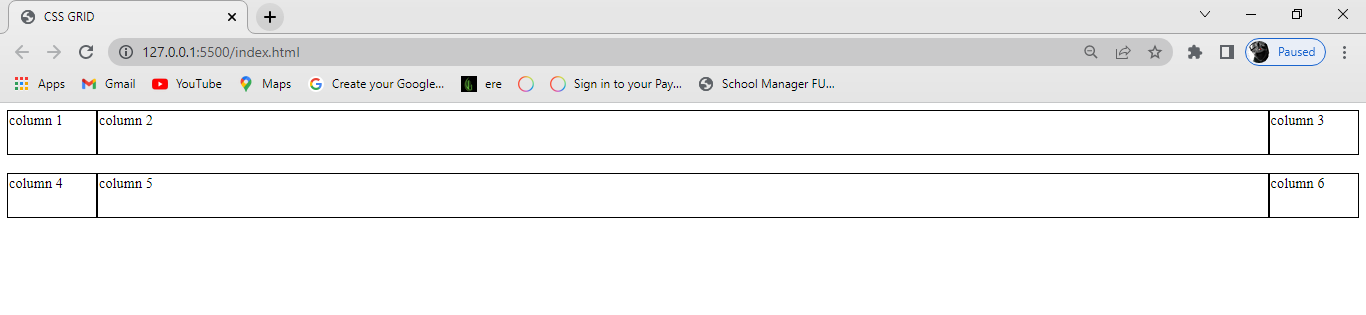 CSS GRID
127.0.0.1:5500/index.html
Paused
Apps Gmail YouTube Maps Create your Google... ere Sign in to your Pay... School Manager FU...
column 1 column 2 column 3
column 4 column 5 column 6